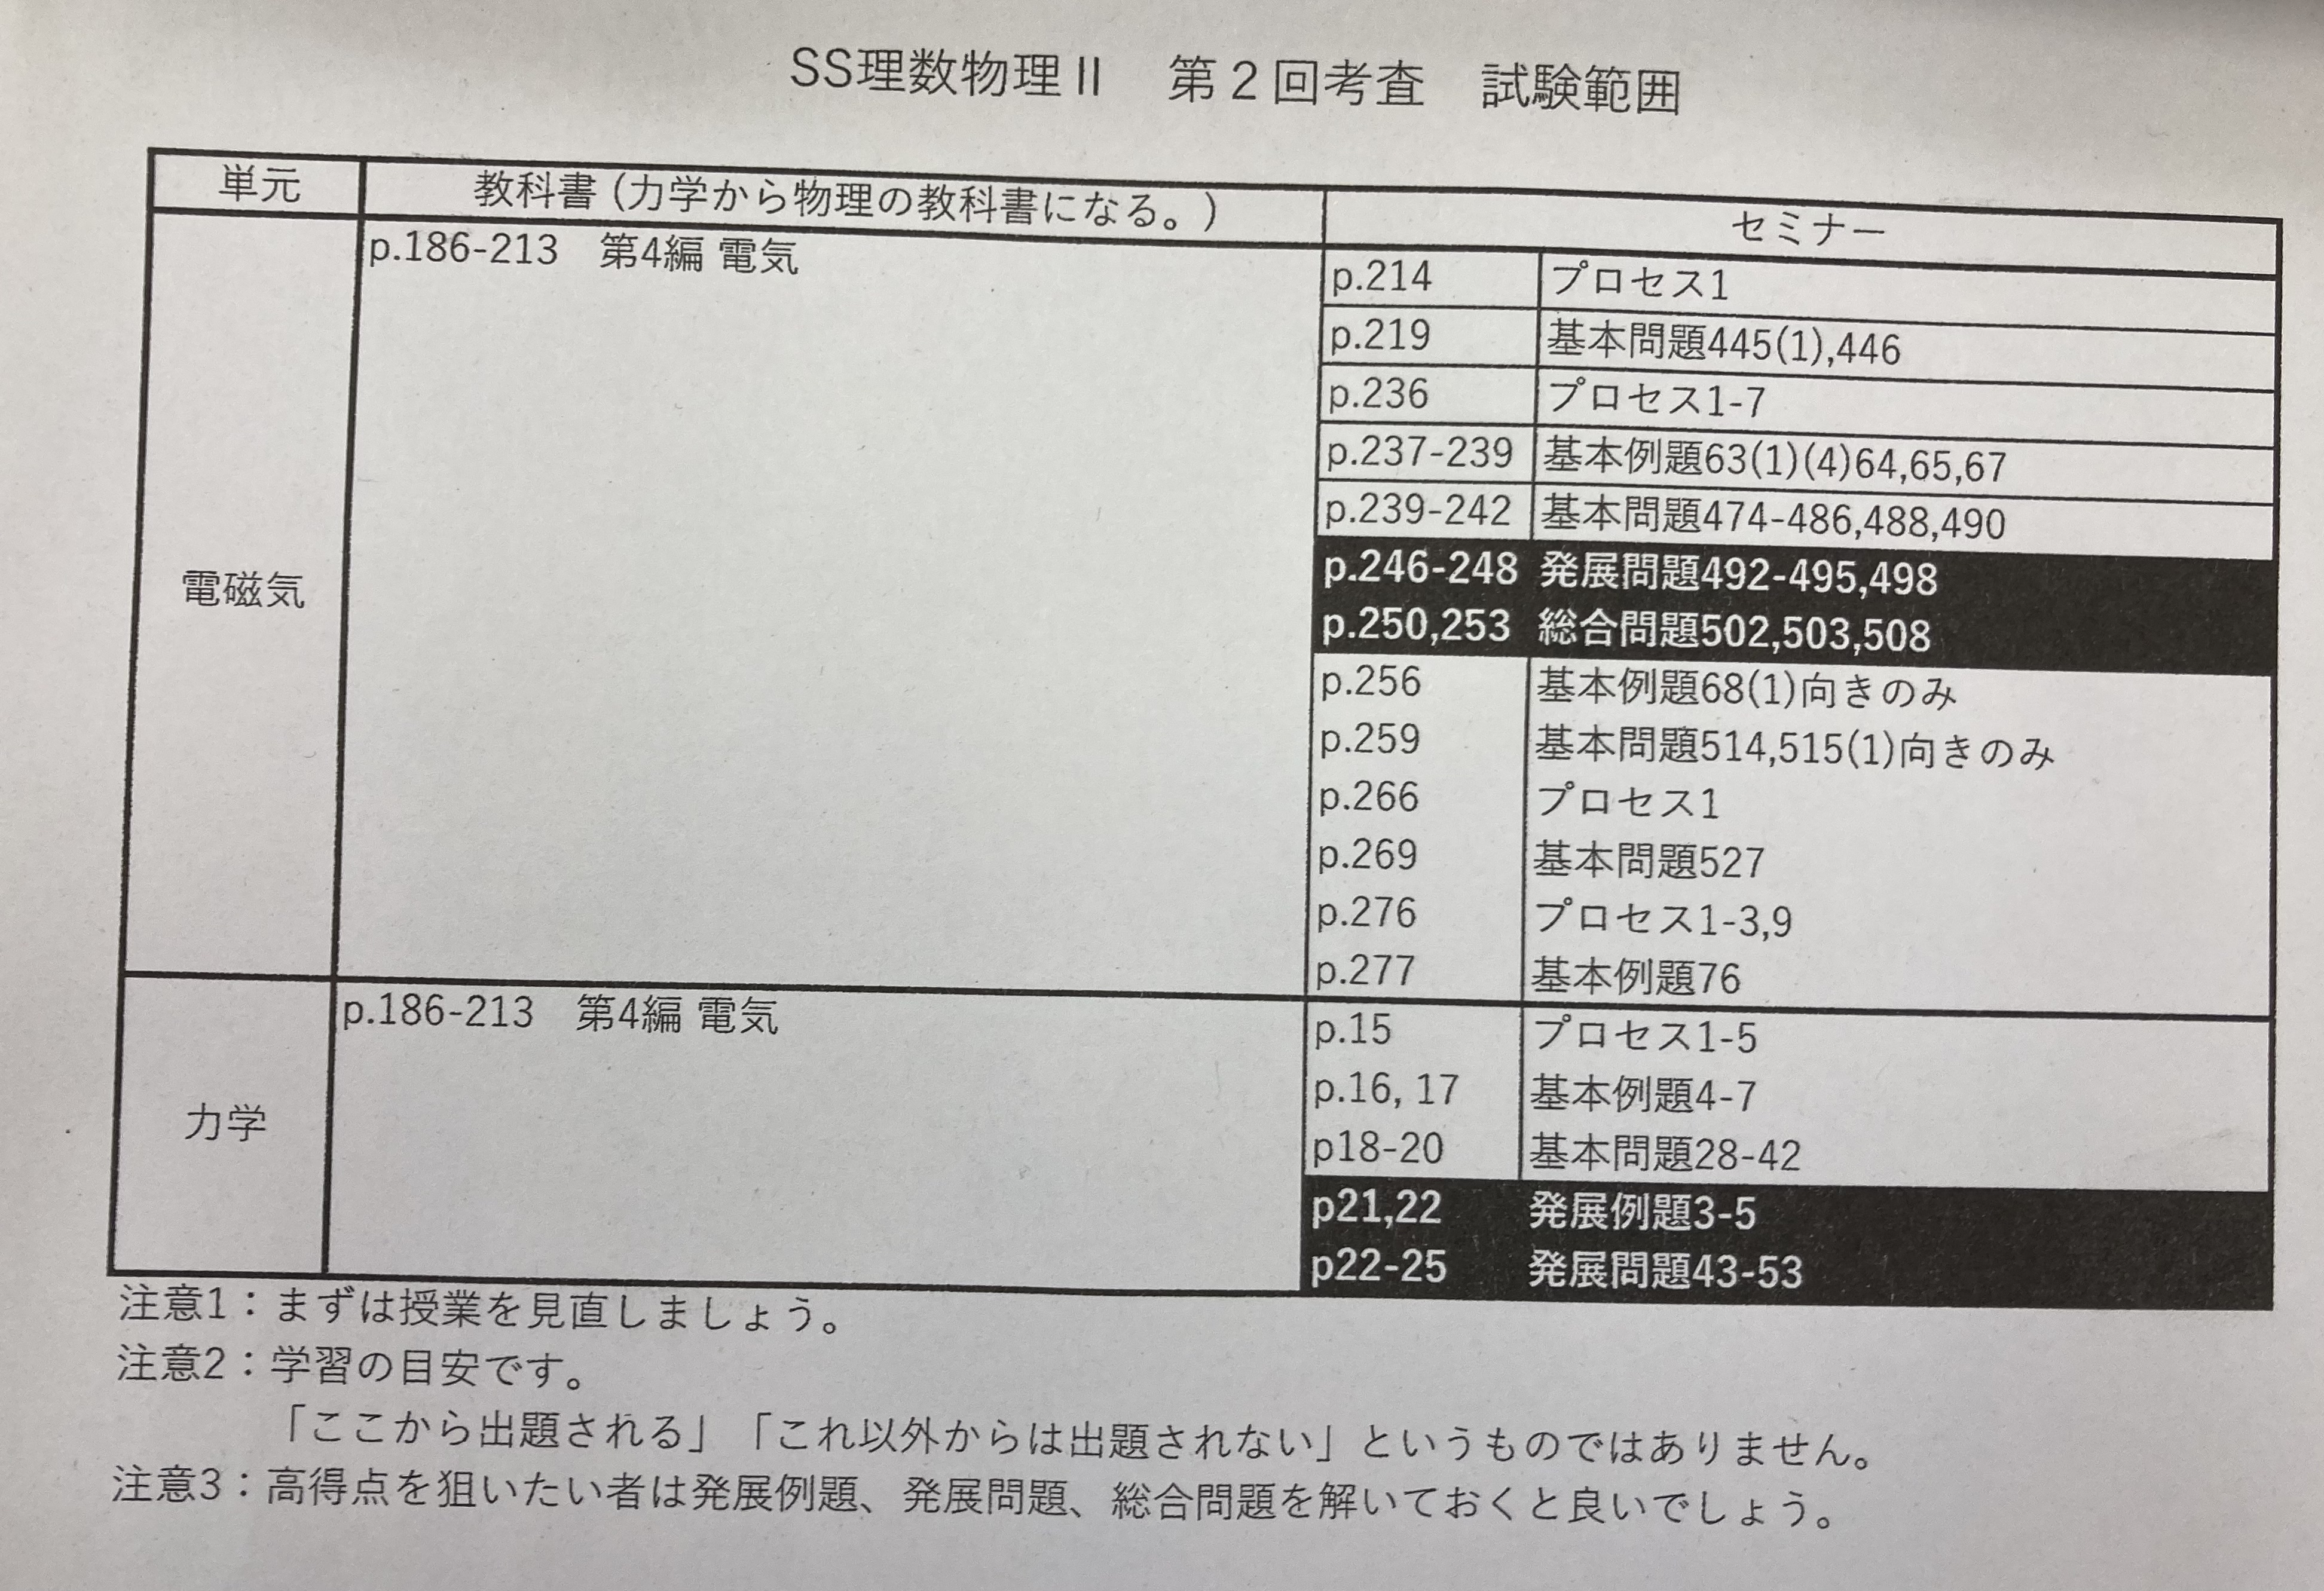 SS理数物理Ⅱ　第２回考査　試験範囲
単元　教科書 (力学から物理の教科書になる。)　セミナー
電磁気
p.186-213　第4編 電気
p.214　プロセス1
p.219　基本問題445(1),446
p.236　プロセス1-7
p.237-239　基本例題63(1)(4)64,65,67
p.239-242　基本問題474-486,488,490
p.246-248　発展問題492-495,498
p.250,253　総合問題502,503,508
p.256　基本例題68(1)向きのみ
p.259　基本問題514,515(1)向きのみ
p.266　プロセス1
p.269　基本問題527
p.276　プロセス1-3,9
p.277　基本例題76
力学
p.186-213　第4編 電気
p.15　プロセス1-5
p.16, 17　基本例題4-7
p18-20　基本問題28-42
p21,22　発展例題3-5
p22-25　発展問題43-53
注意1：まずは授業を見直しましょう。
注意2：学習の目安です。
「ここから出題される」「これ以外からは出題されない」というものではありません。
注意3：高得点を狙いたい者は発展例題、発展問題、総合問題を解いておくと良いでしょう。